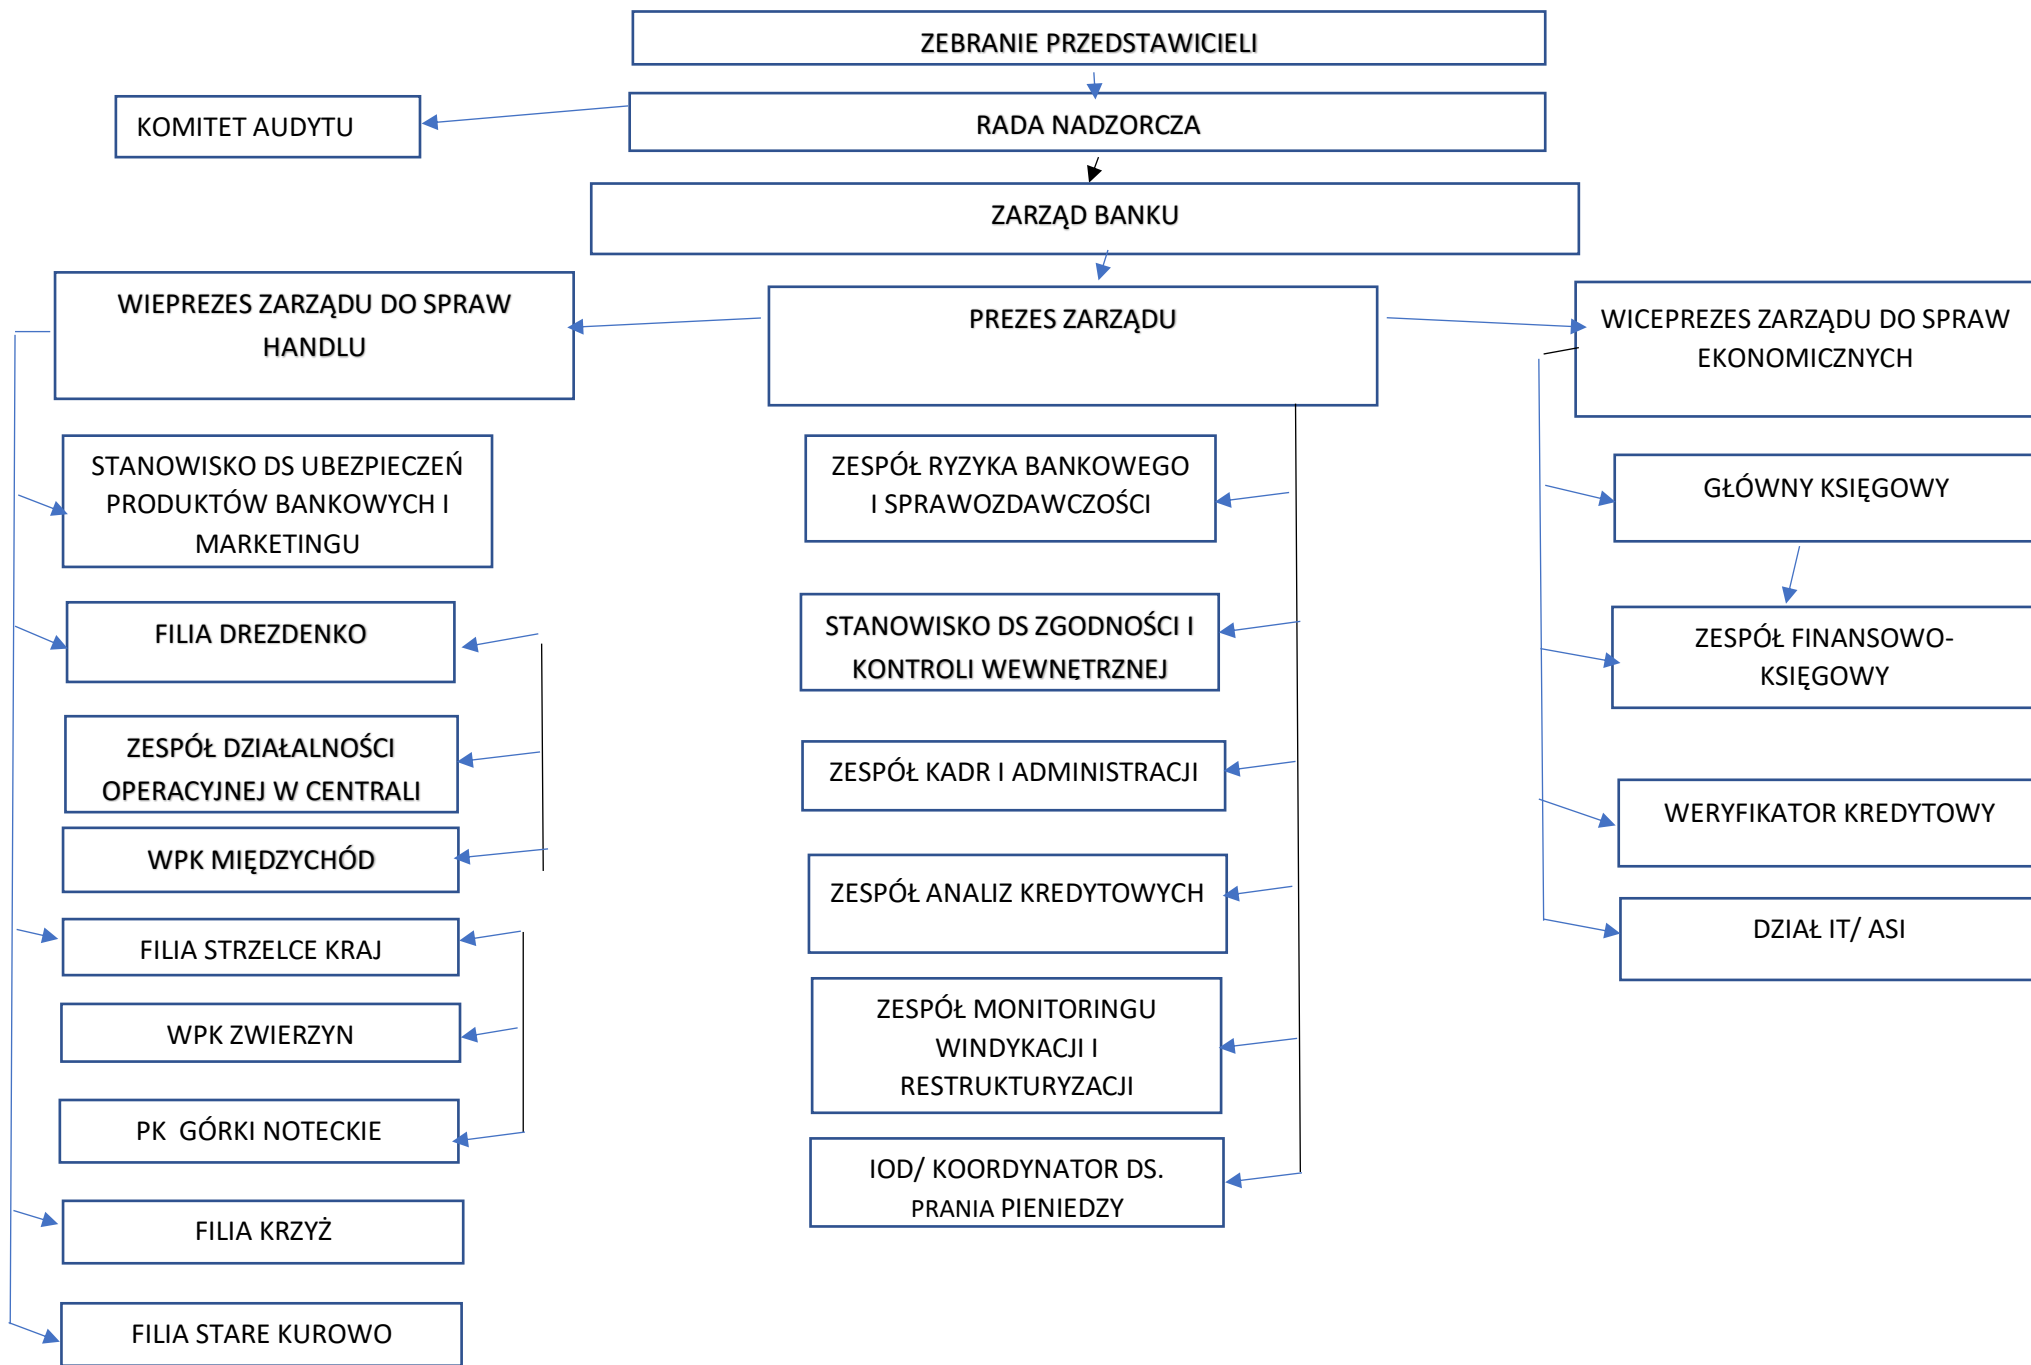 ZEBRANIE PRZEDSTAWICIELI
KOMITET AUDYTU
RADA NADZORCZA
ZARZĄD BANKU
WIEPREZES ZARZĄDU DO SPRAW
HANDLU
PREZES ZARZĄDU
WICEPREZES ZARZĄDU DO SPRAW
EKONOMICZNYCH
STANOWISKO DS UBEZPIECZEŃ
PRODUKTÓW BANKOWYCH I
MARKETINGU
FILIA DREZDENKO
ZESPÓŁ DZIAŁALNOŚCI
OPERACYJNEJ W CENTRALI
WPK MIĘDZYCHÓD
FILIA STRZELCE KRAJ
WPK ZWIERZYN
PK  GÓRKI NOTECKIE
FILIA KRZYŻ
FILIA STARE KUROWO
ZESPÓŁ RYZYKA BANKOWEGO
I SPRAWOZDAWCZOŚCI
STANOWISKO DS ZGODNOŚCI I
KONTROLI WEWNĘTRZNEJ
ZESPÓŁ KADR I ADMINISTRACJI
ZESPÓŁ ANALIZ KREDYTOWYCH
ZESPÓŁ MONITORINGU
WINDYKACJI I
RESTRUKTURYZACJI
IOD/ KOORDYNATOR DS.
PRANIA PIENIEDZY
GŁÓWNY KSIĘGOWY
ZESPÓŁ FINANSOWO-
KSIĘGOWY
WERYFIKATOR KREDYTOWY
DZIAŁ IT/ ASI